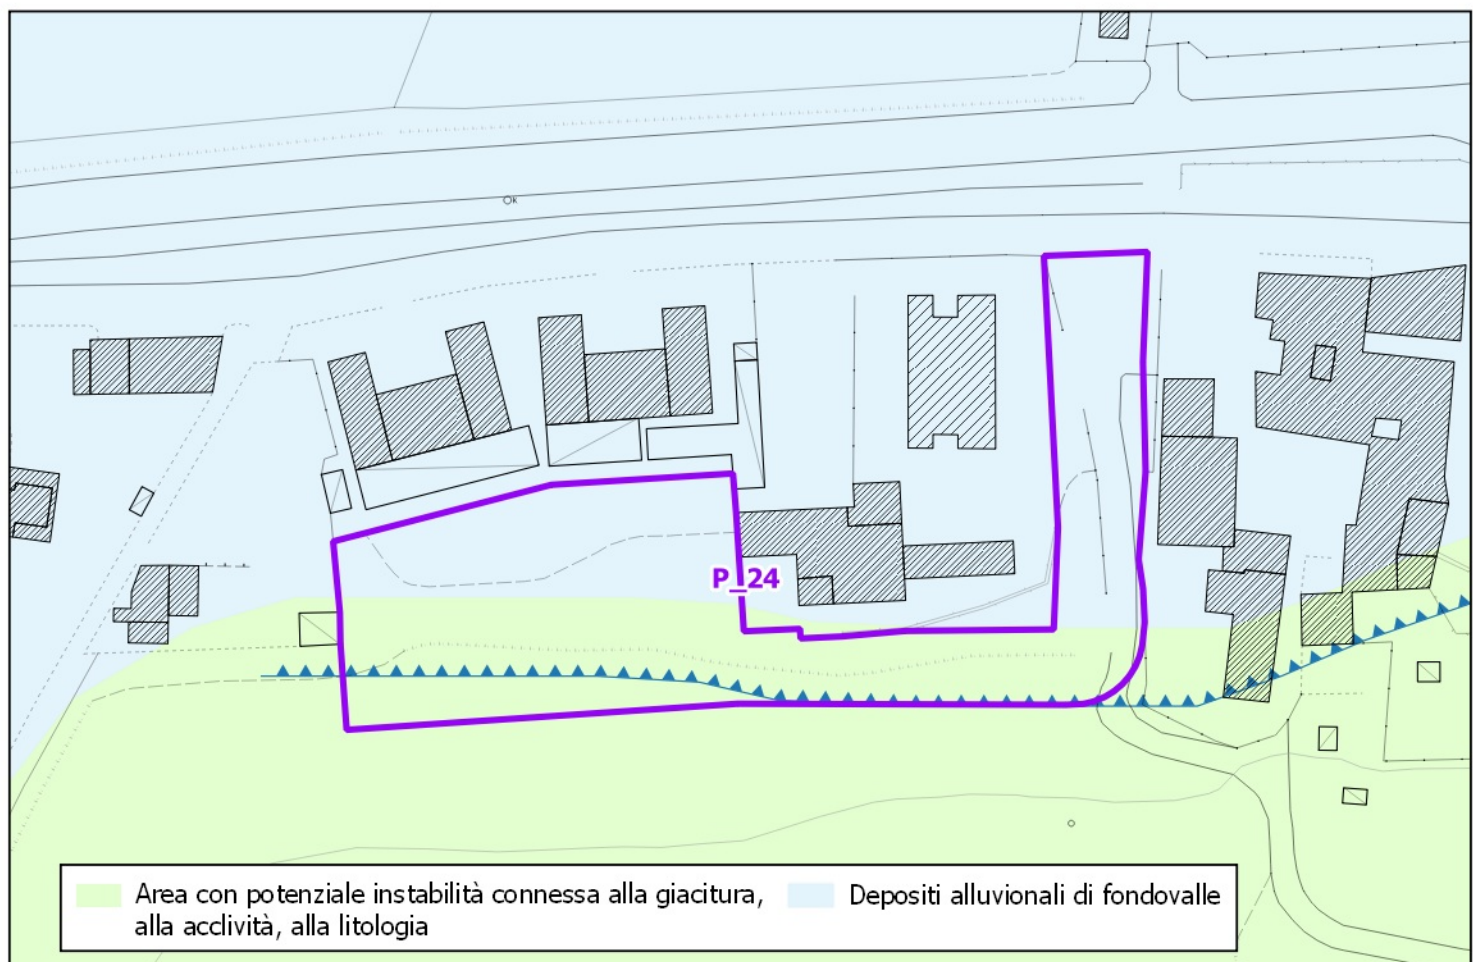 k
P_24
Area con potenziale instabilità connessa alla giacitura,
alla acclività, alla litologia
Depositi alluvionali di fondovalle